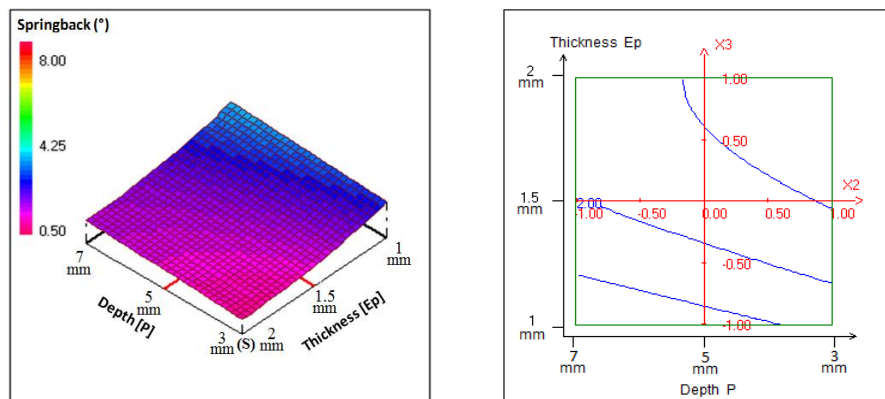 Springback (°)
8.00
4.25
0.50
7
mm
5
mm
3
mm
(S)
2
mm
1.5
mm
1
mm
Depth [P]
Thickness [Ep]
Thickness Ep
X3
2
mm
1.00
0.50
X2
1.5
mm
2.00
-1.00
-0.50
0.00
0.50
1.00
-0.50
1
mm
-1.00
7
mm
5
mm
3
mm
Depth P